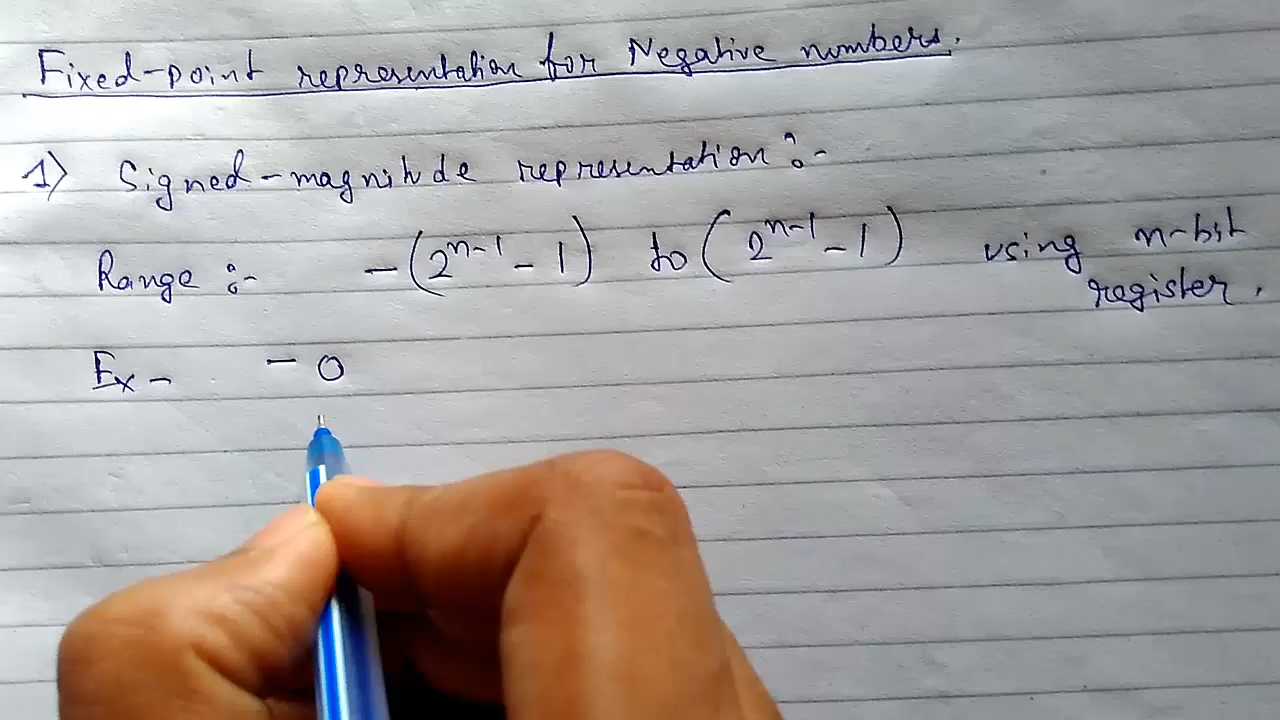 Fixed-point representation for Negative numbers.
1) Signed-magnitude representation :-
Range :- -(2^{n-1} - 1) to (2^{n-1} - 1) using n-bit
register.
Ex - - 0